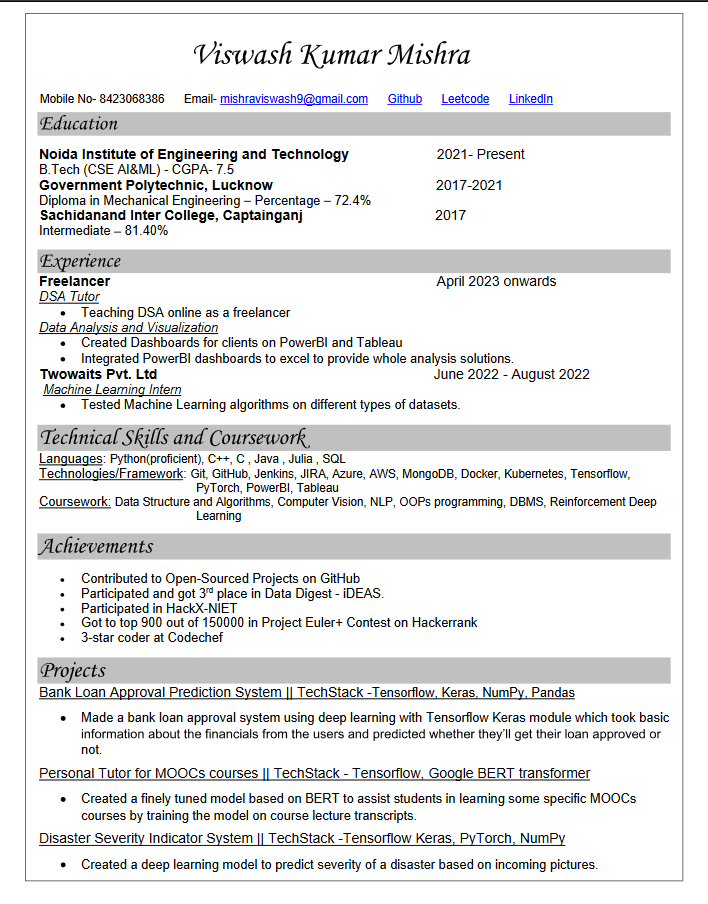 Viswash Kumar Mishra
Mobile No- 8423068386 Email- mishraviswash9@gmail.com Github Leetcode LinkedIn
Education
Noida Institute of Engineering and Technology 2021- Present
B.Tech (CSE AI&ML) - CGPA- 7.5
Government Polytechnic, Lucknow 2017-2021
Diploma in Mechanical Engineering – Percentage – 72.4%
Sachidanand Inter College, Captainganj 2017
Intermediate – 81.40%
Experience
Freelancer April 2023 onwards
DSA Tutor
• Teaching DSA online as a freelancer
Data Analysis and Visualization
• Created Dashboards for clients on PowerBI and Tableau
• Integrated PowerBI dashboards to excel to provide whole analysis solutions.
Twowaits Pvt. Ltd June 2022 - August 2022
Machine Learning Intern
• Tested Machine Learning algorithms on different types of datasets.
Technical Skills and Coursework
Languages: Python(proficient), C++, C , Java , Julia , SQL
Technologies/Framework: Git, GitHub, Jenkins, JIRA, Azure, AWS, MongoDB, Docker, Kubernetes, Tensorflow,
PyTorch, PowerBI, Tableau
Coursework: Data Structure and Algorithms, Computer Vision, NLP, OOPs programming, DBMS, Reinforcement Deep
Learning
Achievements
• Contributed to Open-Sourced Projects on GitHub
• Participated and got 3rd place in Data Digest - iDEAS.
• Participated in HackX-NIET
• Got to top 900 out of 150000 in Project Euler+ Contest on Hackerrank
• 3-star coder at Codechef
Projects
Bank Loan Approval Prediction System || TechStack -Tensorflow, Keras, NumPy, Pandas
• Made a bank loan approval system using deep learning with Tensorflow Keras module which took basic
information about the financials from the users and predicted whether they'll get their loan approved or
not.
Personal Tutor for MOOCs courses || TechStack - Tensorflow, Google BERT transformer
• Created a finely tuned model based on BERT to assist students in learning some specific MOOCs
courses by training the model on course lecture transcripts.
Disaster Severity Indicator System || TechStack -Tensorflow Keras, PyTorch, NumPy
• Created a deep learning model to predict severity of a disaster based on incoming pictures.